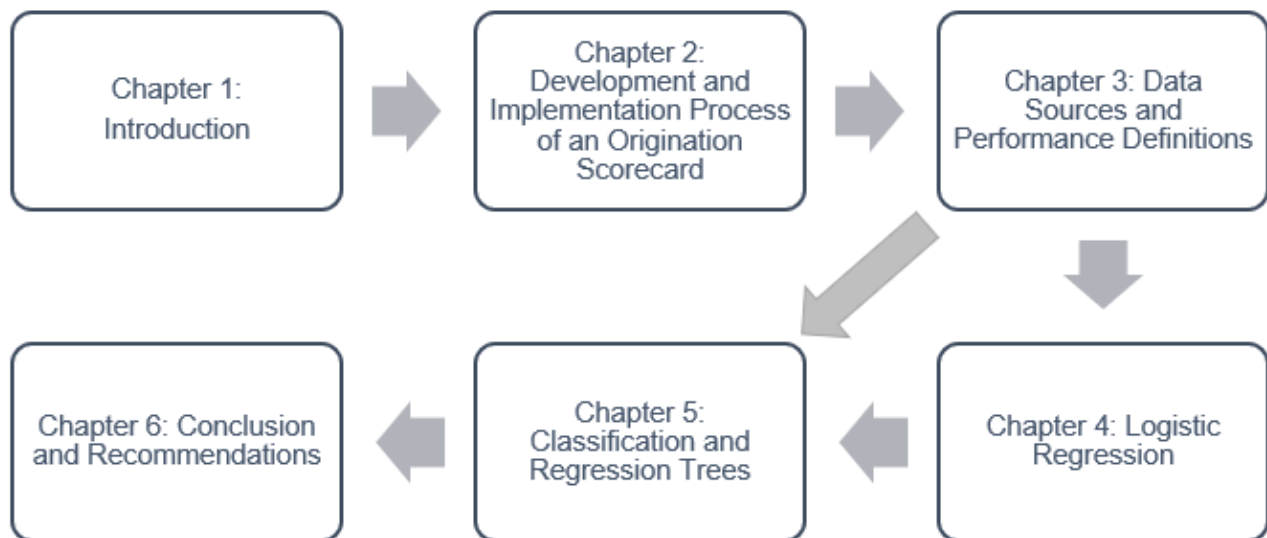 Chapter 1:
Introduction
Chapter 2:
Development and
Implementation Process
of an Origination
Scorecard
Chapter 3: Data
Sources and
Performance Definitions
Chapter 6: Conclusion
and Recommendations
Chapter 5:
Classification and
Regression Trees
Chapter 4: Logistic
Regression